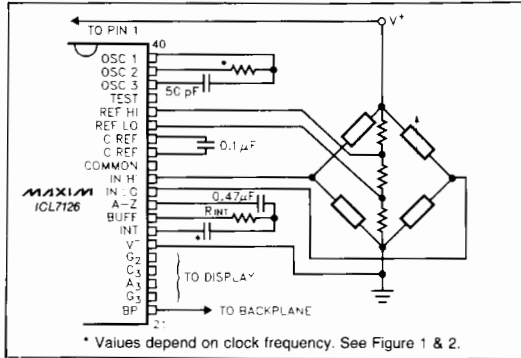 TO PIN 1
V+
40
OSC 1
OSC 2
*
OSC 3
50 pF
TEST
REF HI
REF LO
C REF
0.1 µF
C REF
COMMON
IN HI
MAXIM
ICL7126
IN LO
A-Z
0.47µF
BUFF
RINT
INT
*
V-
G2
C3
A3
G3
TO DISPLAY
BP
TO BACKPLANE
21
* Values depend on clock frequency. See Figure 1 & 2.